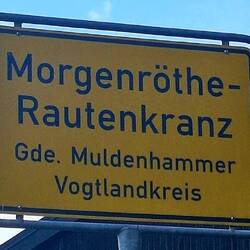 Morgenröthe-
Rautenkranz
Gde. Muldenhammer
Vogtlandkreis